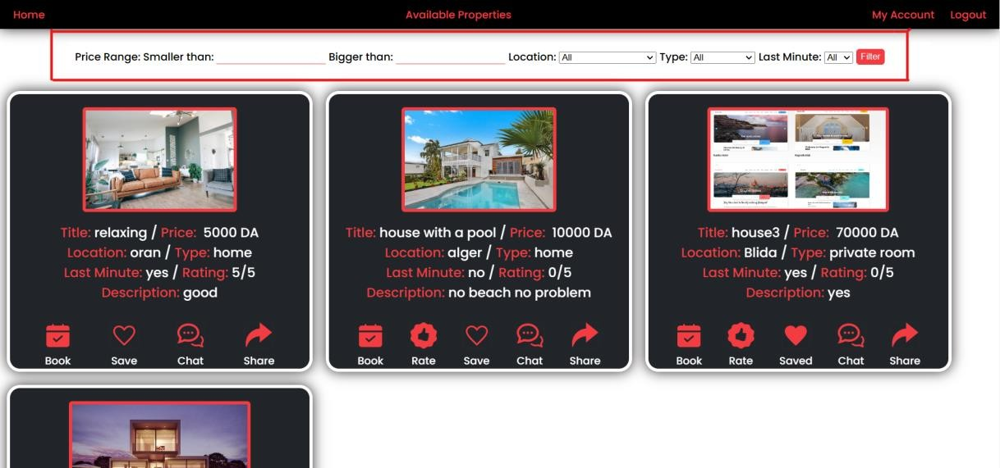 Home Available Properties My Account Logout
Price Range: Smaller than: Bigger than: Location: All Type: All Last Minute: All Filter
Title: relaxing / Price: 5000 DA
Location: oran / Type: home
Last Minute: yes / Rating: 5/5
Description: good
Book Save Chat Share
Title: house with a pool / Price: 10000 DA
Location: alger / Type: home
Last Minute: no / Rating: 0/5
Description: no beach no problem
Book Rate Save Chat Share
Title: house3 / Price: 70000 DA
Location: Blida / Type: private room
Last Minute: yes / Rating: 0/5
Description: yes
Book Rate Saved Chat Share